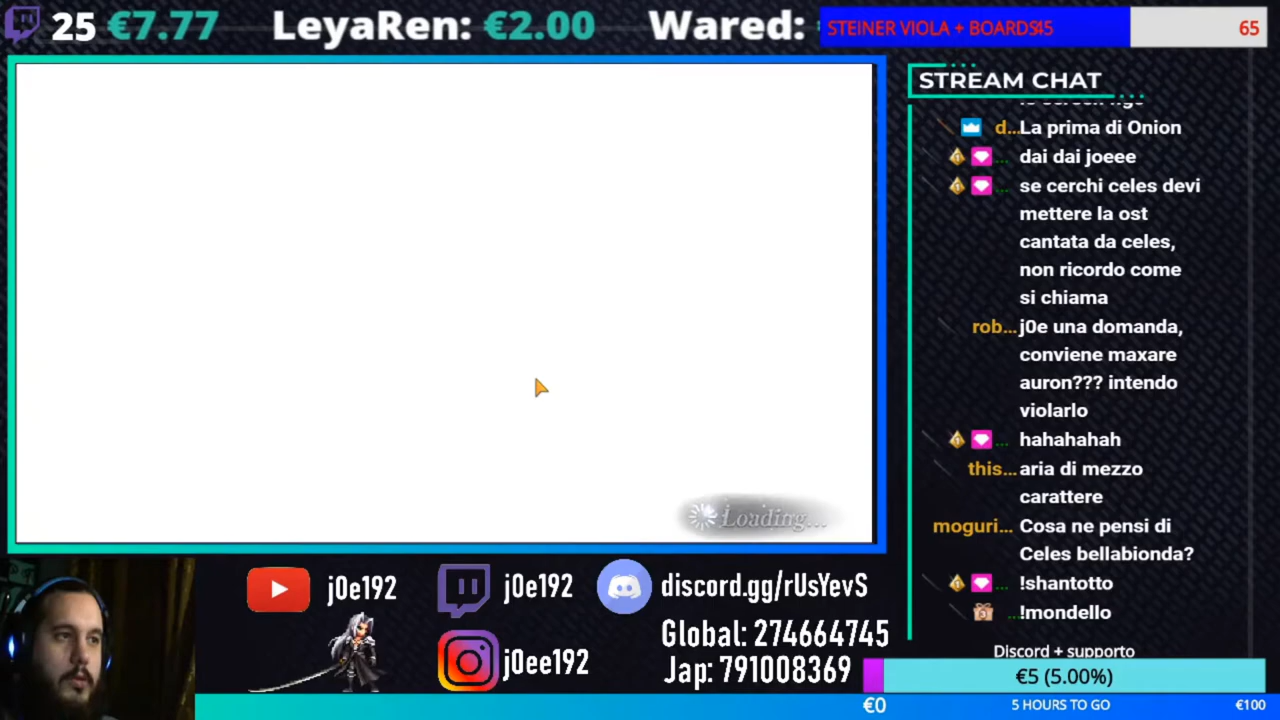 25 €7.77 LeyaRen: €2.00 Wared:
STEINER VIOLA + BOARDS45 65
STREAM CHAT
d... La prima di Onion
... dai dai joeee
... se cerchi celes devi
mettere la ost
cantata da celes,
non ricordo come
si chiama
rob... j0e una domanda,
conviene maxare
auron??? intendo
violarlo
... hahahahah
this... aria di mezzo
carattere
moguri... Cosa ne pensi di
Celes bellabionda?
... !shantotto
... !mondello
Loading...
j0e192
j0e192
discord.gg/rUsYevS
j0ee192
Global: 274664745
Jap: 791008369
Discord + supporto
€5 (5.00%)
€0 5 HOURS TO GO €100